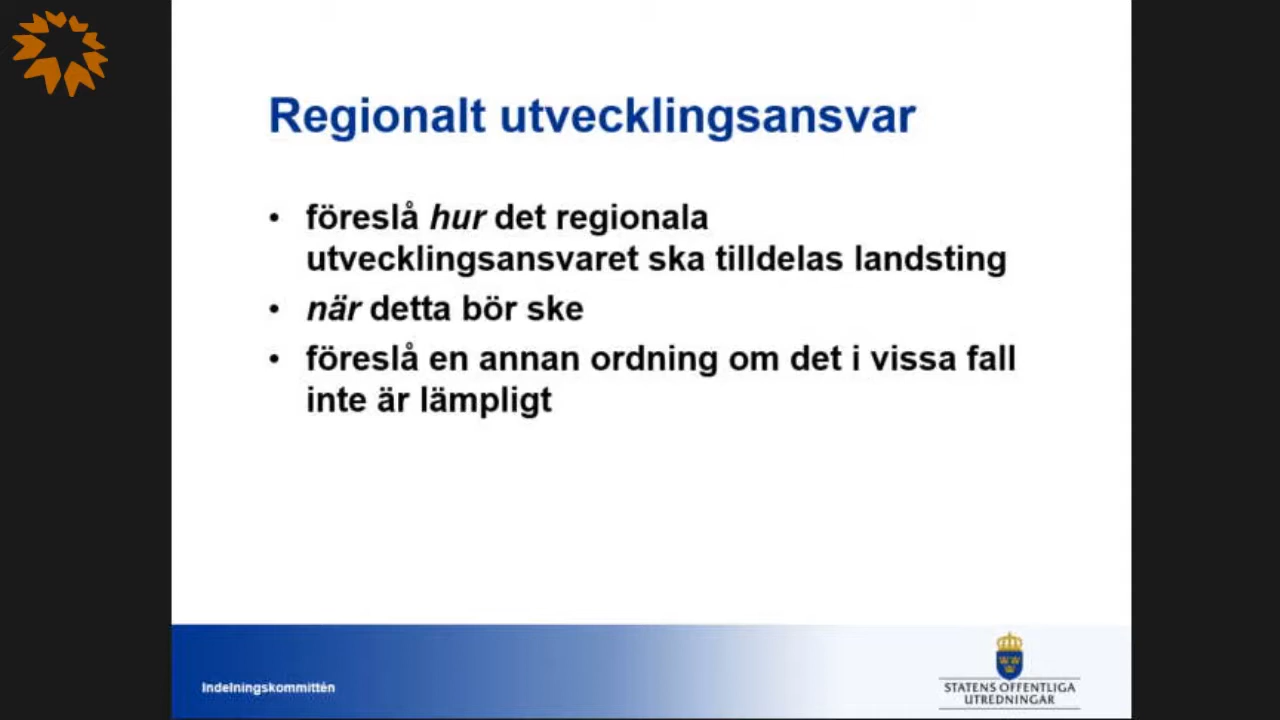 Regionalt utvecklingsansvar
• föreslå hur det regionala
utvecklingsansvaret ska tilldelas landsting
• när detta bör ske
• föreslå en annan ordning om det i vissa fall
inte är lämpligt
Indelningskommittén
STATENS OFFENTLIGA
UTREDNINGAR